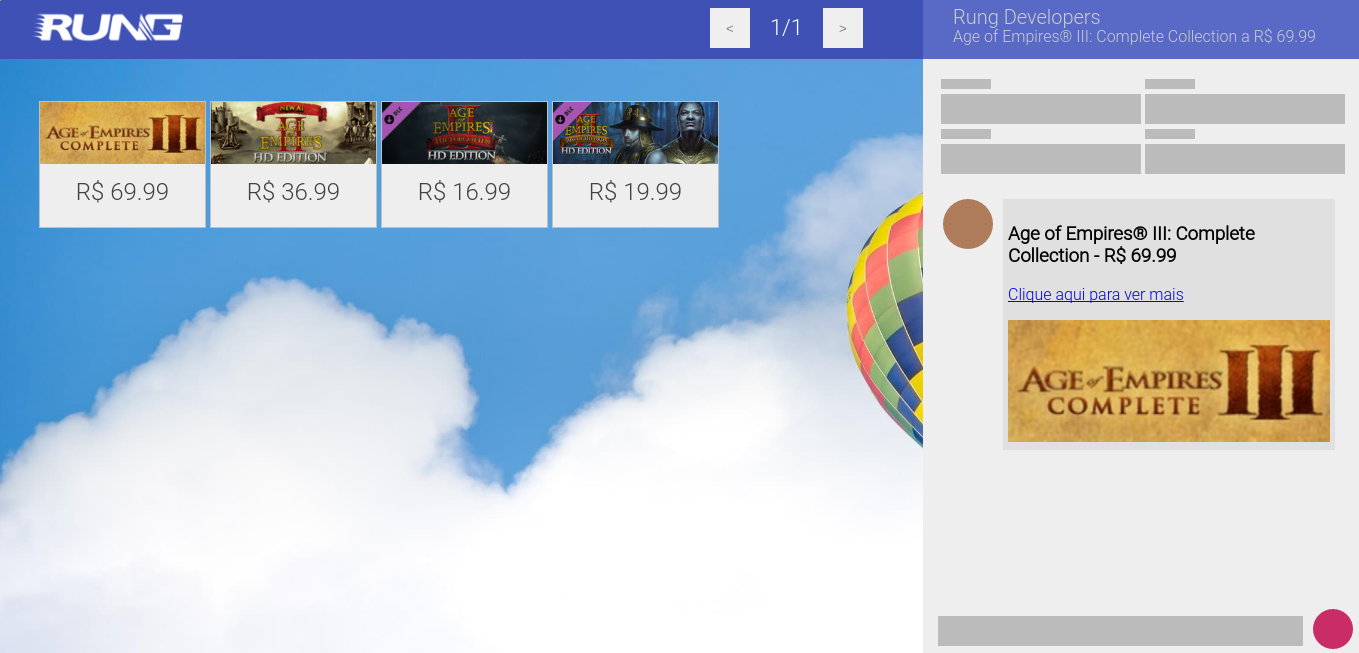 RUNG
< 1/1 >
Rung Developers
Age of Empires® III: Complete Collection a R$ 69.99
AGE of EMPIRES III
COMPLETE
R$ 69.99
NEW AI
AGE
EMPIRES
II
HD EDITION
R$ 36.99
DLC
AGE
OF
EMPIRES
II
THE FORGOTTEN
HD EDITION
R$ 16.99
DLC
AGE
OF
EMPIRES
II
HD EDITION
R$ 19.99
Age of Empires® III: Complete
Collection - R$ 69.99
Clique aqui para ver mais
AGE of EMPIRES III
COMPLETE